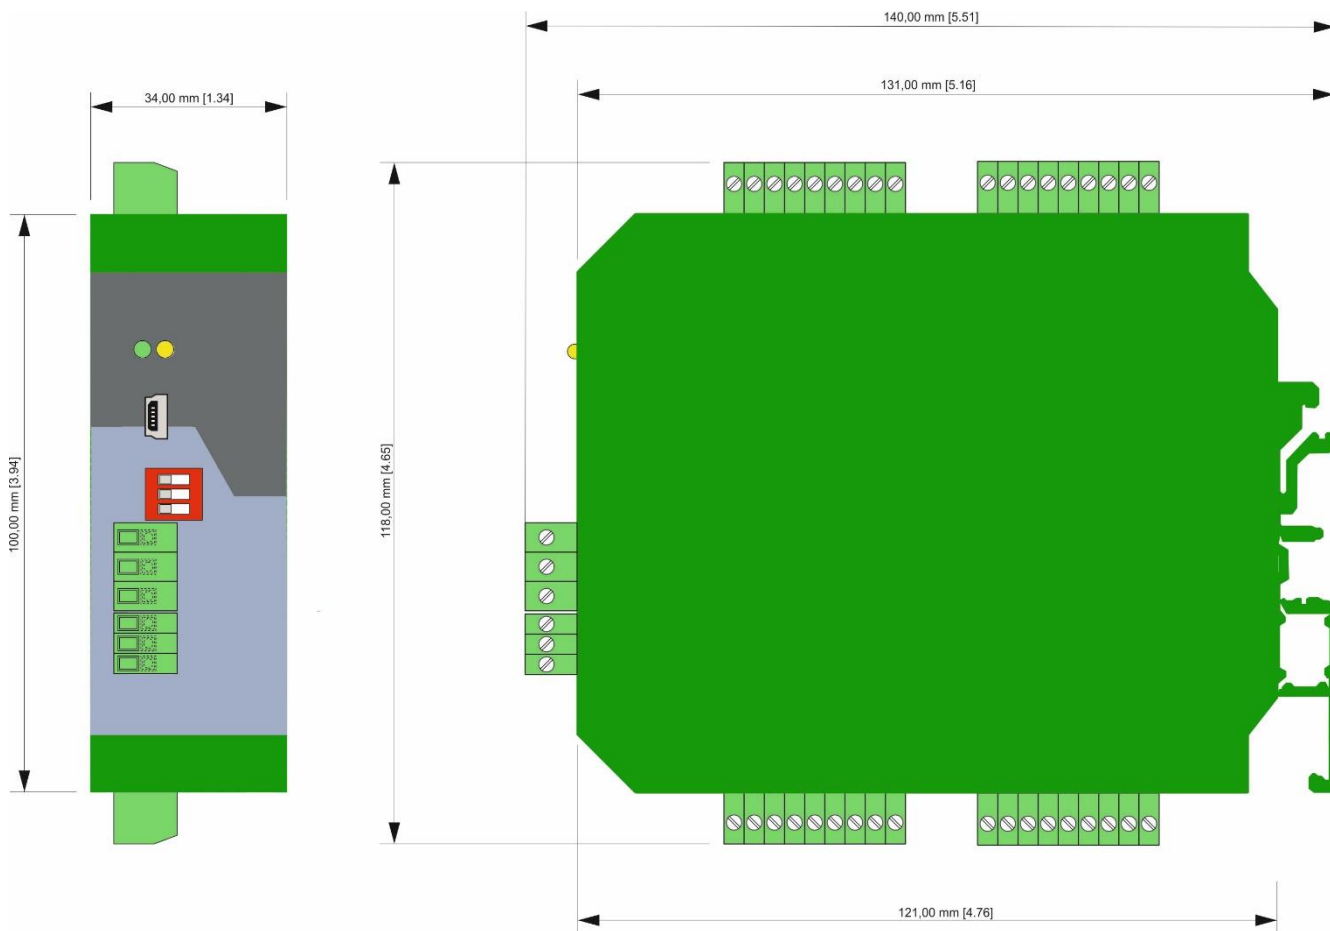 140,00 mm [5.51]
131,00 mm [5.16]
34,00 mm [1.34]
100,00 mm [3.94]
118,00 mm [4.65]
121,00 mm [4.76]